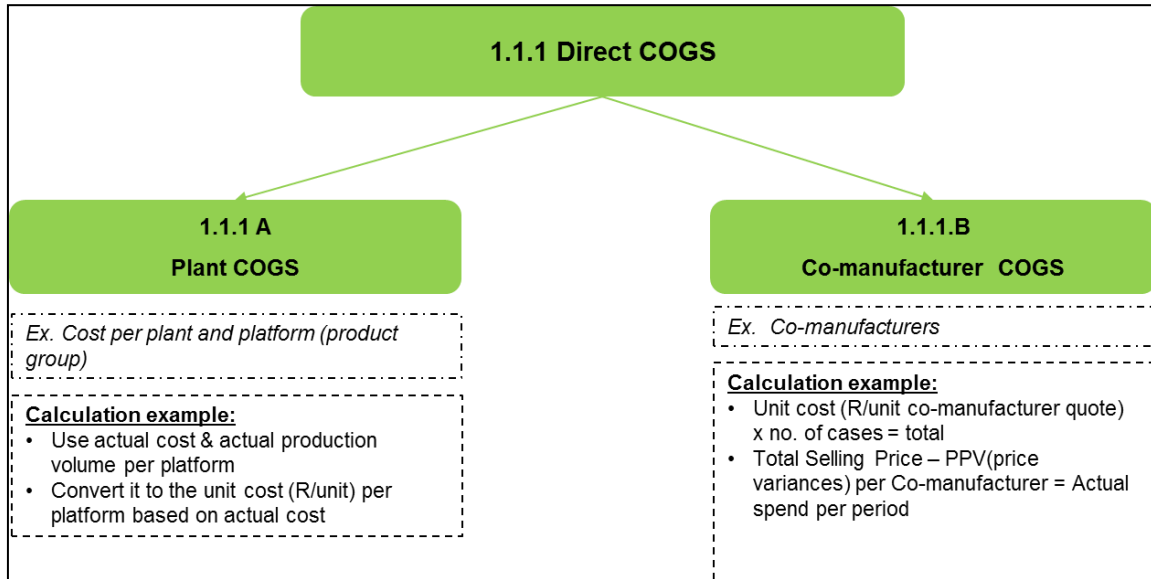 1.1.1 Direct COGS
1.1.1 A
Plant COGS
Ex. Cost per plant and platform (product
group)
Calculation example:
• Use actual cost & actual production
volume per platform
• Convert it to the unit cost (R/unit) per
platform based on actual cost
1.1.1.B
Co-manufacturer COGS
Ex. Co-manufacturers
Calculation example:
• Unit cost (R/unit co-manufacturer quote)
x no. of cases = total
• Total Selling Price – PPV(price
variances) per Co-manufacturer = Actual
spend per period